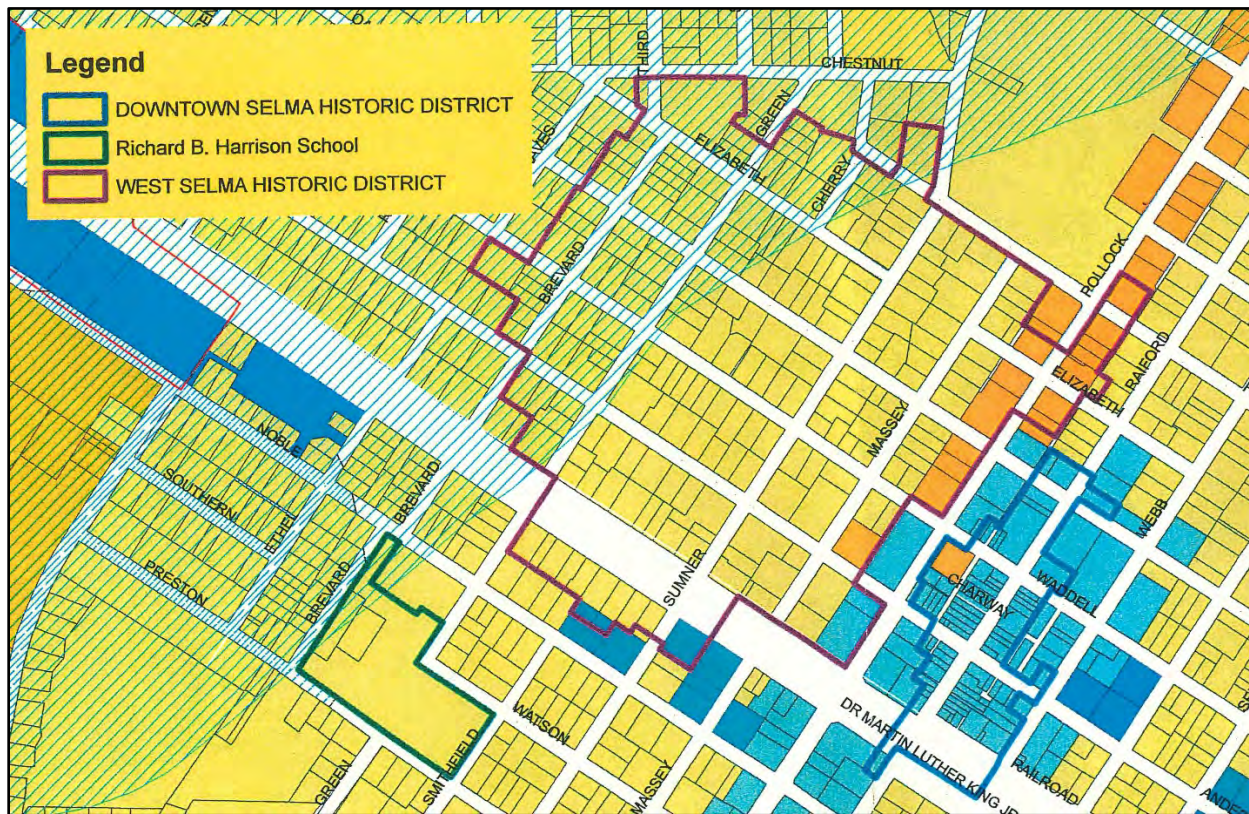 Legend
DOWNTOWN SELMA HISTORIC DISTRICT
Richard B. Harrison School
WEST SELMA HISTORIC DISTRICT
THIRD
CHESTNUT
GREEN
ELIZABETH
CHERRY
BREVARD
POLLOCK
RAIFORD
ELIZABETH
MASSEY
NOBLE
SOUTHERN
BREVARD
WEBB
PRESTON
BREVARD
SUMNER
WADDELL
CHARWAY
WATSON
DR MARTIN LUTHER KING JR
RAILROAD
GREEN
SMITHFIELD
MASSEY